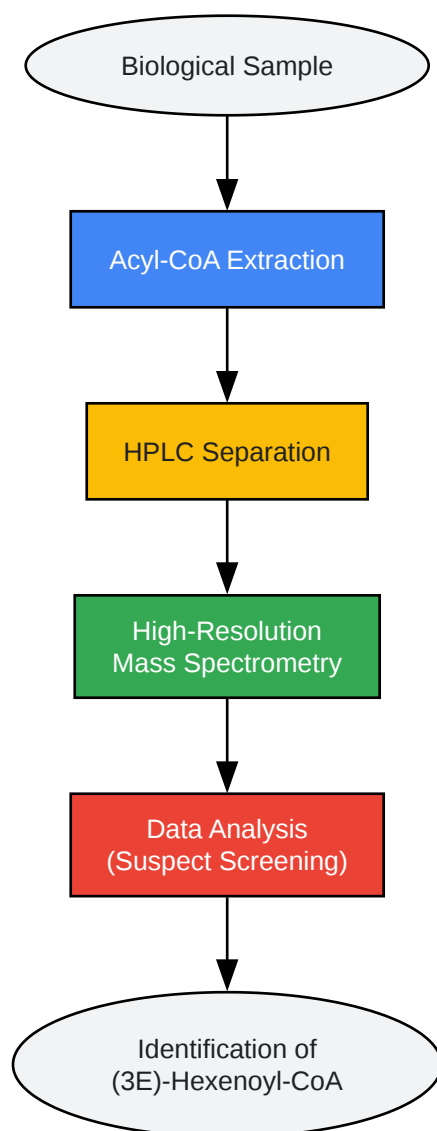 Biological Sample
Acyl-CoA Extraction
HPLC Separation
High-Resolution
Mass Spectrometry
Data Analysis
(Suspect Screening)
Identification of
(3E)-Hexenoyl-CoA